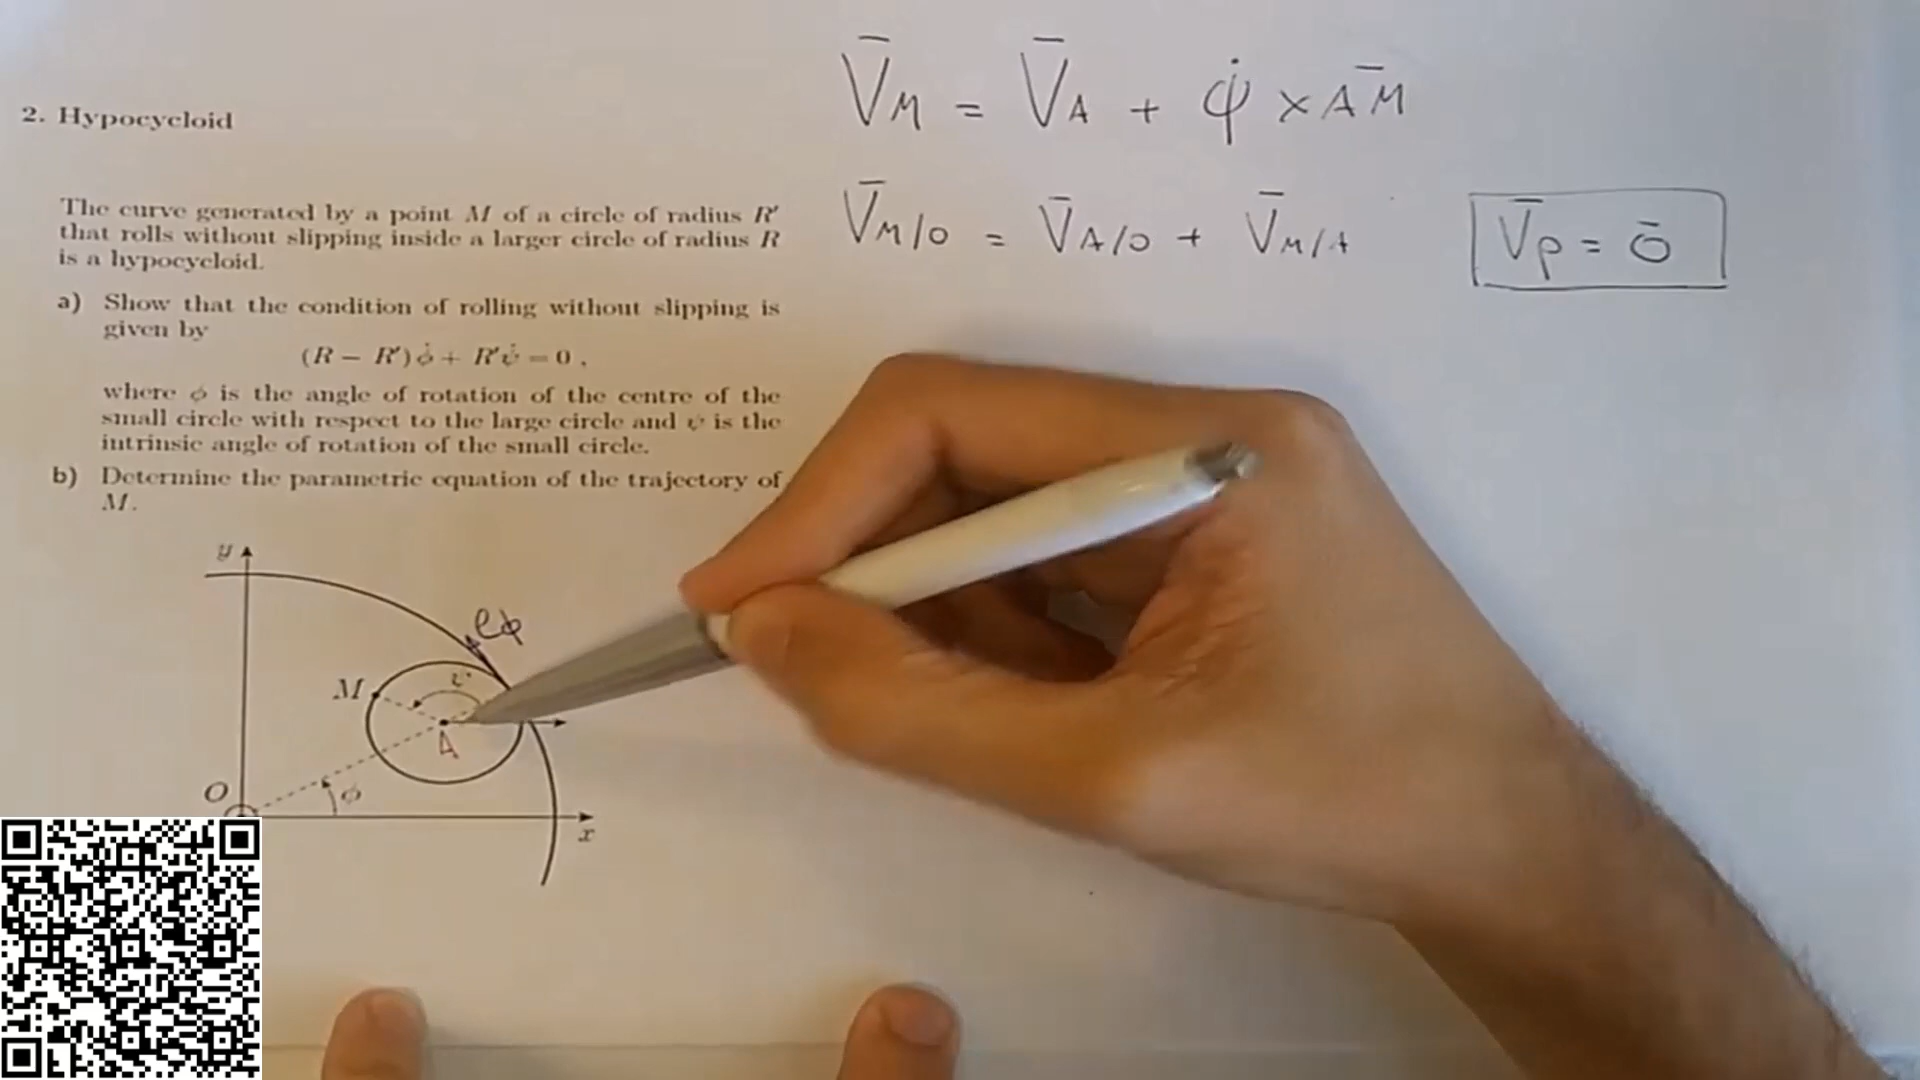 2. Hypocycloid
The curve generated by a point M of a circle of radius R′
that rolls without slipping inside a larger circle of radius R
is a hypocycloid.
a) Show that the condition of rolling without slipping is
given by
(R − R′)ϕ̇ + R′ψ̇ = 0 ,
where ϕ is the angle of rotation of the centre of the
small circle with respect to the large circle and ψ is the
intrinsic angle of rotation of the small circle.
b) Determine the parametric equation of the trajectory of
M.
y
eϕ
M
ψ
A
O
ϕ
x
V̄M = V̄A + ψ̇ × AM̄
V̄M/O = V̄A/O + V̄M/A
V̄P = ō